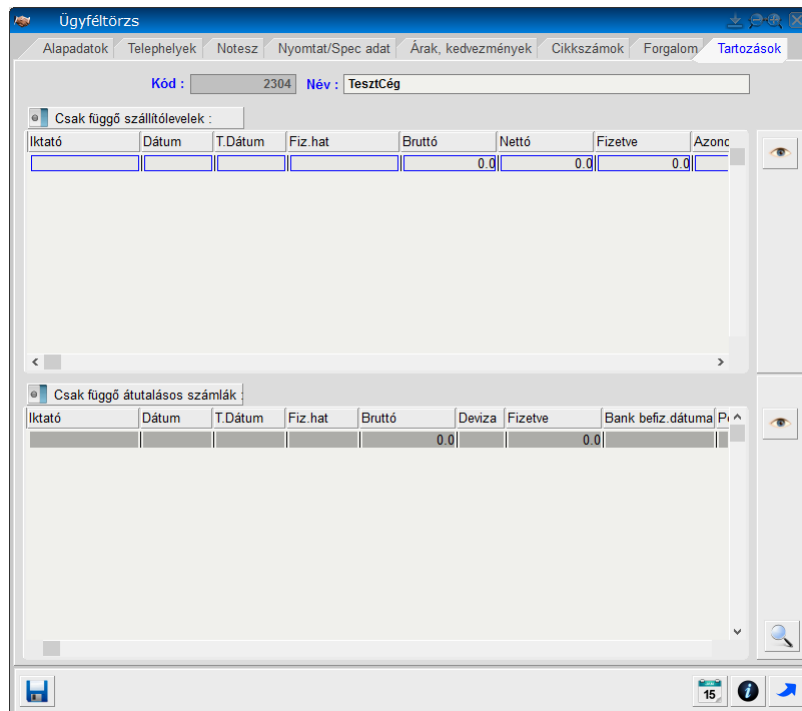 Ügyféltörzs
Alapadatok Telephelyek Notesz Nyomtat/Spec adat Árak, kedvezmények Cikkszámok Forgalom Tartozások
Kód : 2304 Név : TesztCég
Csak függő szállítólevelek :
Iktató Dátum T.Dátum Fiz.hat Bruttó Nettó Fizetve Azono
0.0 0.0 0.0
Csak függő átutalásos számlák :
Iktató Dátum T.Dátum Fiz.hat Bruttó Deviza Fizetve Bank befiz.dátuma
0.0 0.0
15